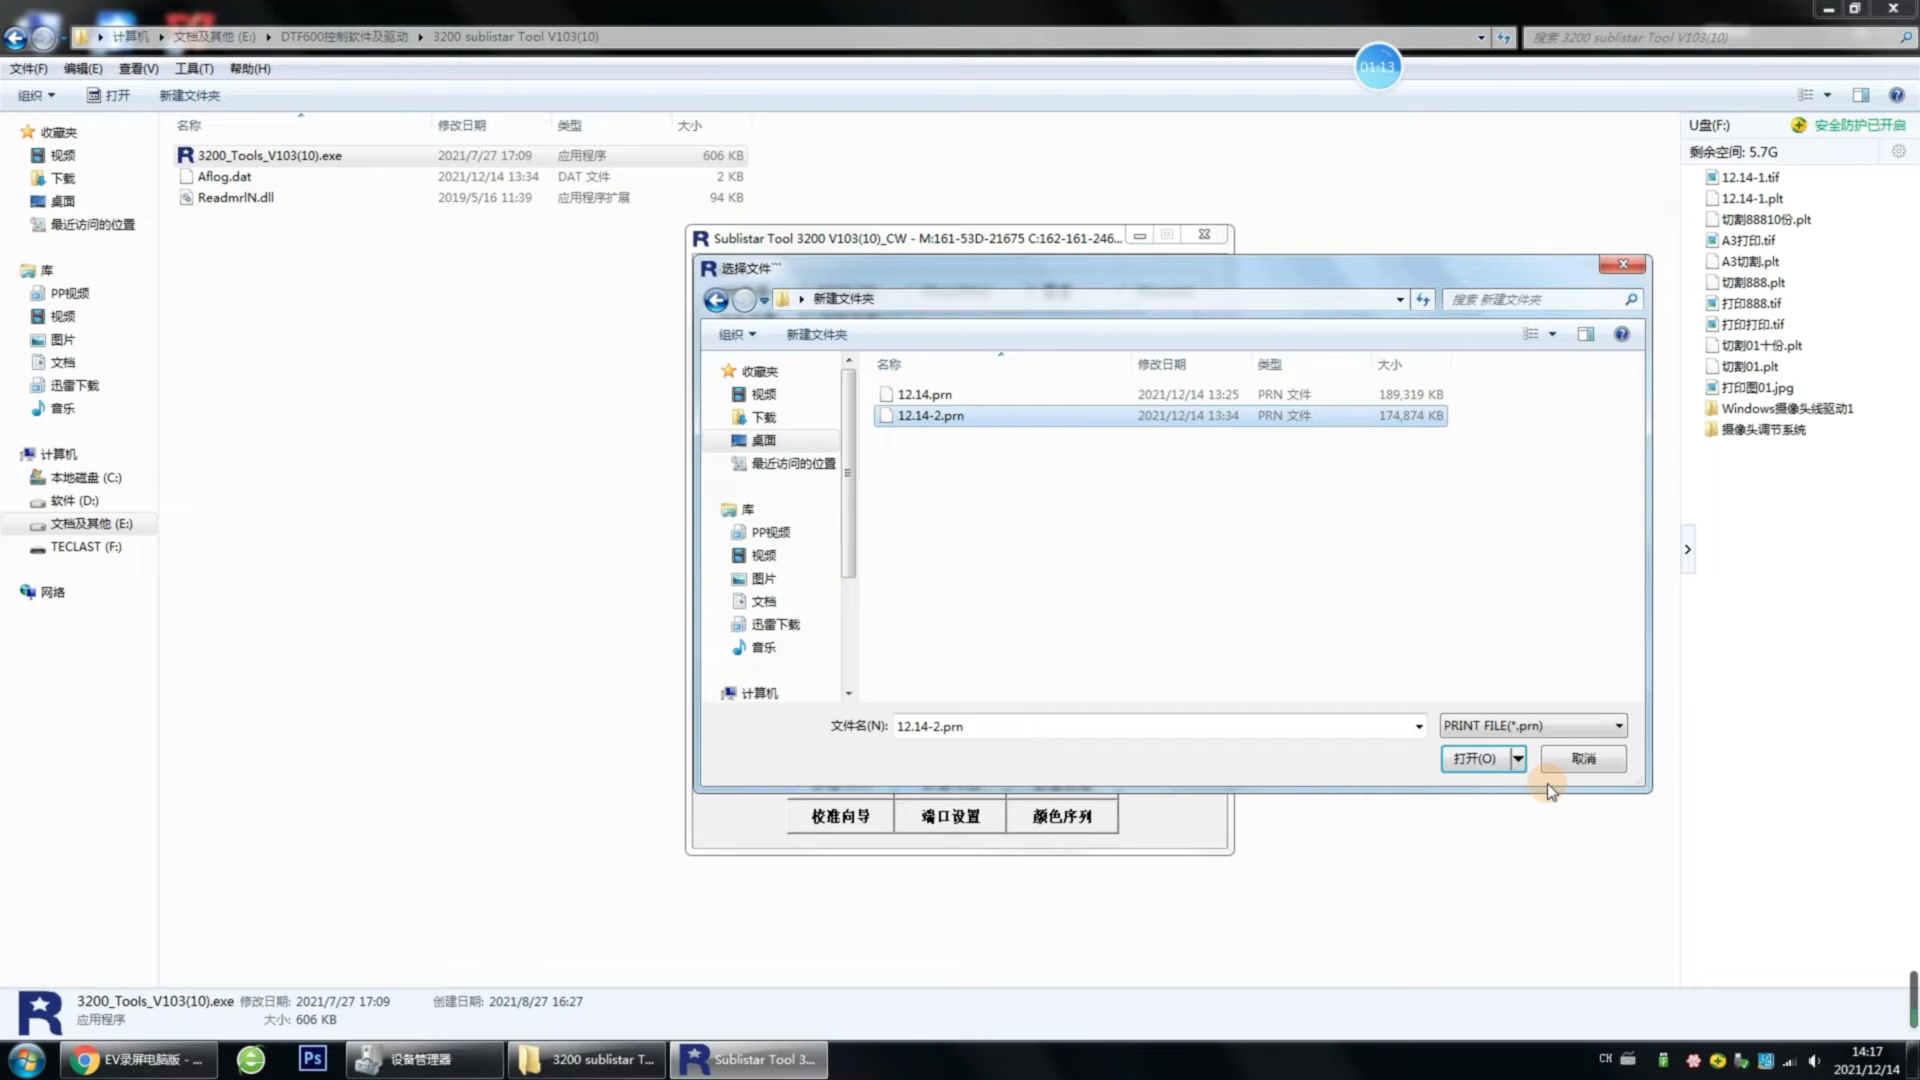 计算机 ▸ 文档及其他 (E:) ▸ DTF600控制软件及驱动 ▸ 3200 sublistar Tool V103(10)
搜索 3200 sublistar Tool V103(10)
文件(F) 编辑(E) 查看(V) 工具(T) 帮助(H)
01:13
组织 打开 新建文件夹
名称 修改日期 类型 大小
3200_Tools_V103(10).exe 2021/7/27 17:09 应用程序 606 KB
Aflog.dat 2021/12/14 13:34 DAT 文件 2 KB
ReadmrlN.dll 2019/5/16 11:39 应用程序扩展 94 KB
收藏夹
视频
下载
桌面
最近访问的位置
库
PP视频
视频
图片
文档
迅雷下载
音乐
计算机
本地磁盘 (C:)
软件 (D:)
文档及其他 (E:)
TECLAST (F:)
网络
U盘(F:) 安全防护已开启
剩余空间: 5.7G
12.14-1.tif
12.14-1.plt
切割88810份.plt
A3打印.tif
A3切割.plt
切割888.plt
打印888.tif
打印打印.tif
切割01十份.plt
切割01.plt
打印图01.jpg
Windows摄像头线驱动1
摄像头调节系统
Sublistar Tool 3200 V103(10)_CW - M:161-53D-21675 C:162-161-246...
选择文件```
新建文件夹
搜索 新建文件夹
组织 新建文件夹
名称 修改日期 类型 大小
12.14.prn 2021/12/14 13:25 PRN 文件 189,319 KB
12.14-2.prn 2021/12/14 13:34 PRN 文件 174,874 KB
收藏夹
视频
下载
桌面
最近访问的位置
库
PP视频
视频
图片
文档
迅雷下载
音乐
计算机
文件名(N): 12.14-2.prn PRINT FILE(*.prn)
打开(O) 取消
校准向导 端口设置 颜色序列
3200_Tools_V103(10).exe 修改日期: 2021/7/27 17:09 创建日期: 2021/8/27 16:27
应用程序 大小: 606 KB
EV录屏电脑版 - ...
Ps
设备管理器
3200 sublistar T...
Sublistar Tool 3...
CH
14:17
2021/12/14